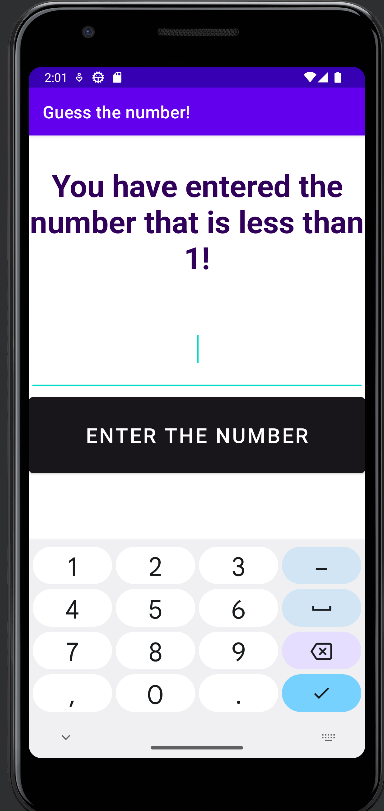 2:01
Guess the number!
You have entered the
number that is less than
1!
ENTER THE NUMBER
1 2 3 –
4 5 6
7 8 9
, 0 .